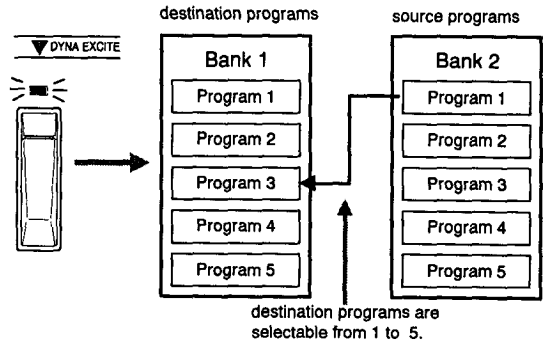 destination programs
source programs
DYNA EXCITE
Bank 1
Program 1
Program 2
Program 3
Program 4
Program 5
Bank 2
Program 1
Program 2
Program 3
Program 4
Program 5
destination programs are
selectable from 1 to 5.